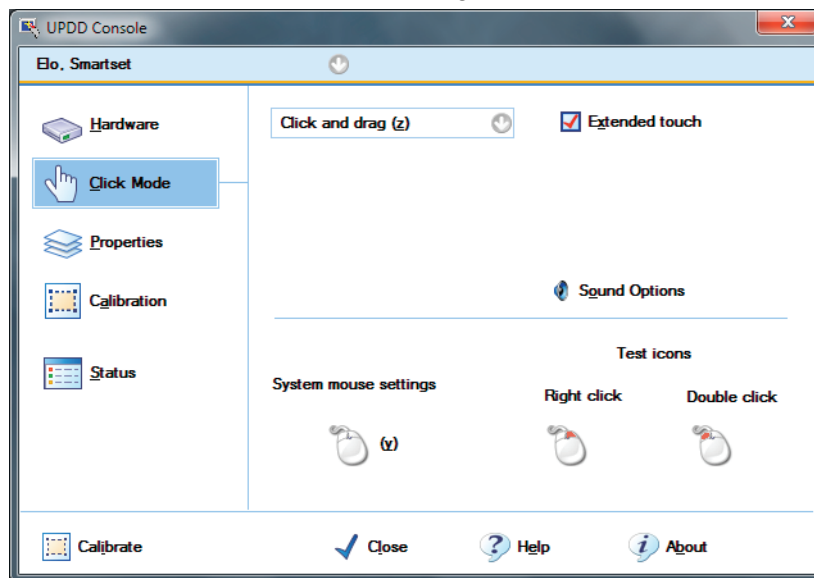 UPDD Console
Elo, Smartset
Hardware
Click Mode
Properties
Calibration
Status
Click and drag (z)
Extended touch
Sound Options
System mouse settings
(y)
Test icons
Right click
Double click
Calibrate
Close
Help
About